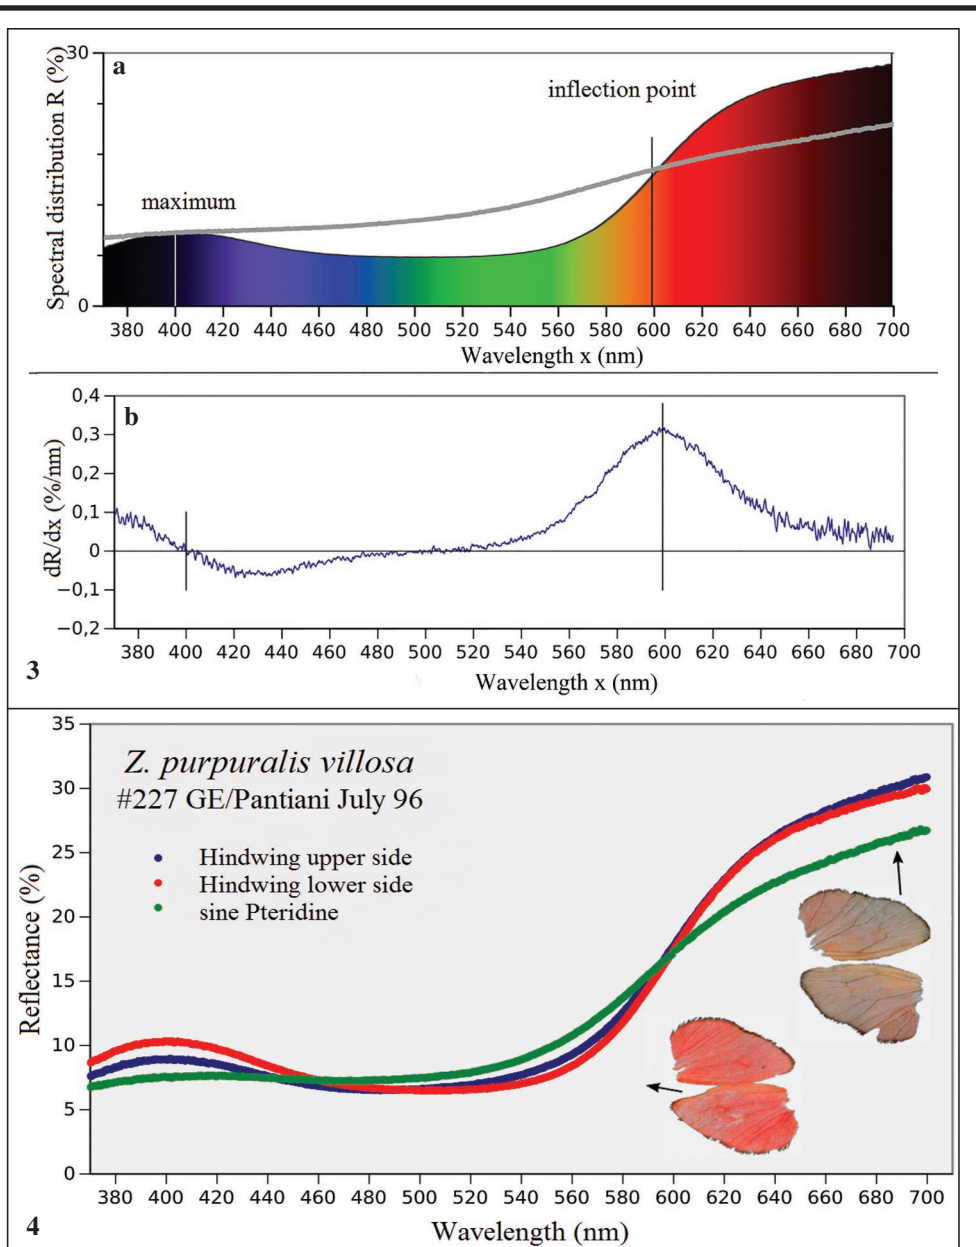 30
a
inflection point
maximum
Spectral distribution R (%)
0
380 400 420 440 460 480 500 520 540 560 580 600 620 640 660 680 700
Wavelength x (nm)
0,4
b
0,3
0,2
0,1
0
−0,1
−0,2
dR/dx (%/nm)
380 400 420 440 460 480 500 520 540 560 580 600 620 640 660 680 700
Wavelength x (nm)
3
35
Z. purpuralis villosa
#227 GE/Pantiani July 96
30
Hindwing upper side
25
Hindwing lower side
sine Pteridine
20
15
10
5
0
Reflectance (%)
380 400 420 440 460 480 500 520 540 560 580 600 620 640 660 680 700
Wavelength (nm)
4